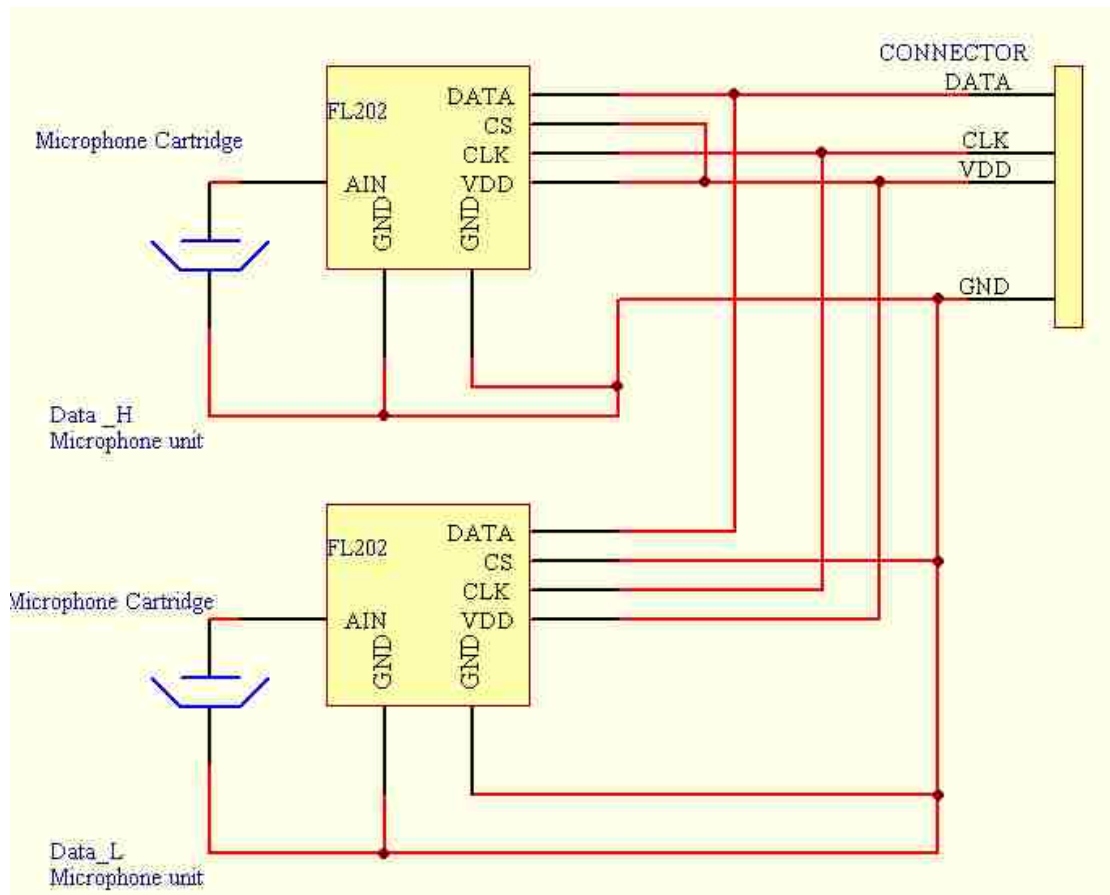 CONNECTOR
DATA
CLK
VDD
GND
FL202
DATA
CS
CLK
VDD
AIN
GND
GND
Microphone Cartridge
Data _H
Microphone unit
FL202
DATA
CS
CLK
VDD
AIN
GND
GND
Microphone Cartridge
Data_L
Microphone unit